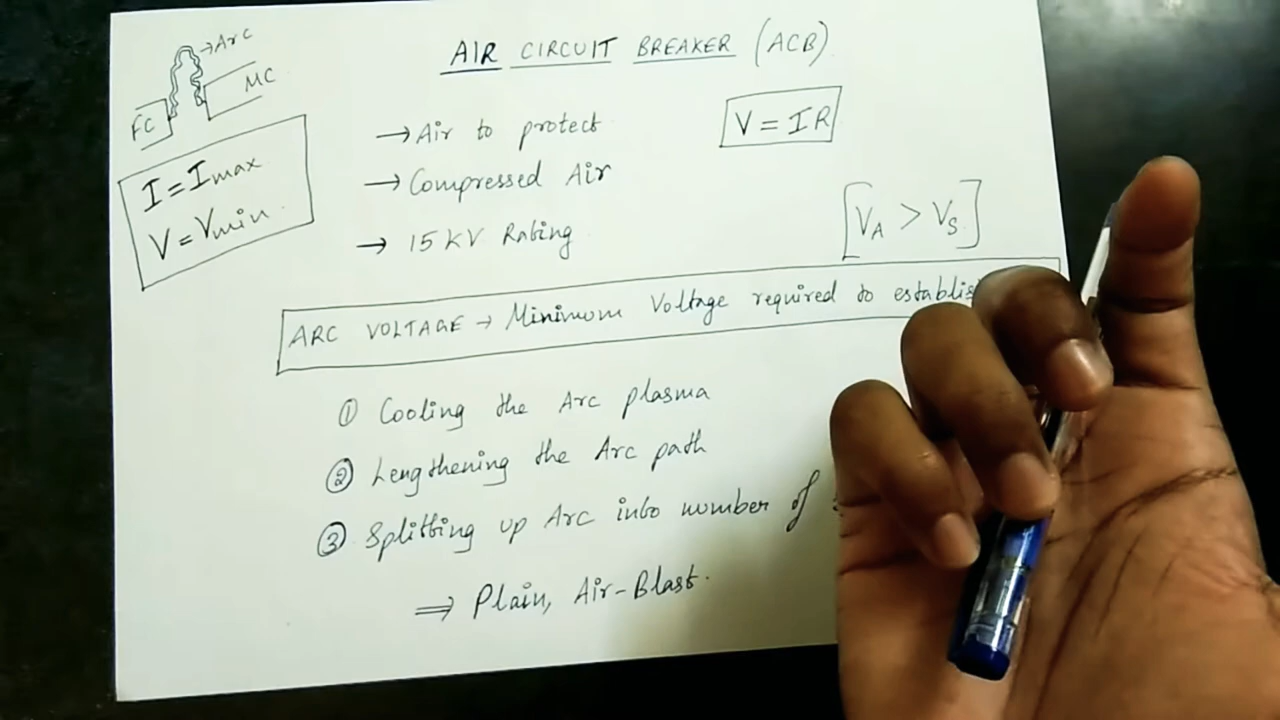 AIR CIRCUIT BREAKER (ACB)
→ Arc
MC
FC
I = Imax
V = Vmin
→ Air to protect
→ Compressed Air
→ 15 kV Rating
V = IR
[VA > VS]
ARC VOLTAGE → Minimum Voltage required to
① Cooling the Arc plasma
② Lengthening the Arc path
③ Splitting up Arc into number of
⇒ Plain, Air-Blast.